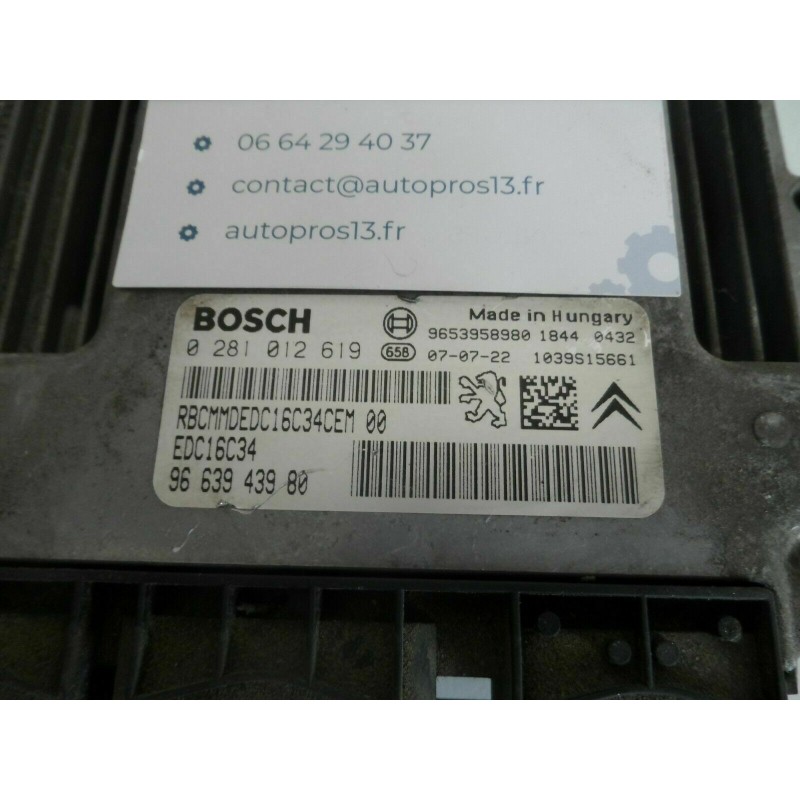 06 64 29 40 37
contact@autopros13.fr
autopros13.fr
BOSCH
Made in Hungary
9653958980 1844 0432
0 281 012 619 658 07-07-22 1039S15661
RBCMMDEDC16C34CEM 00
EDC16C34
96 639 439 80